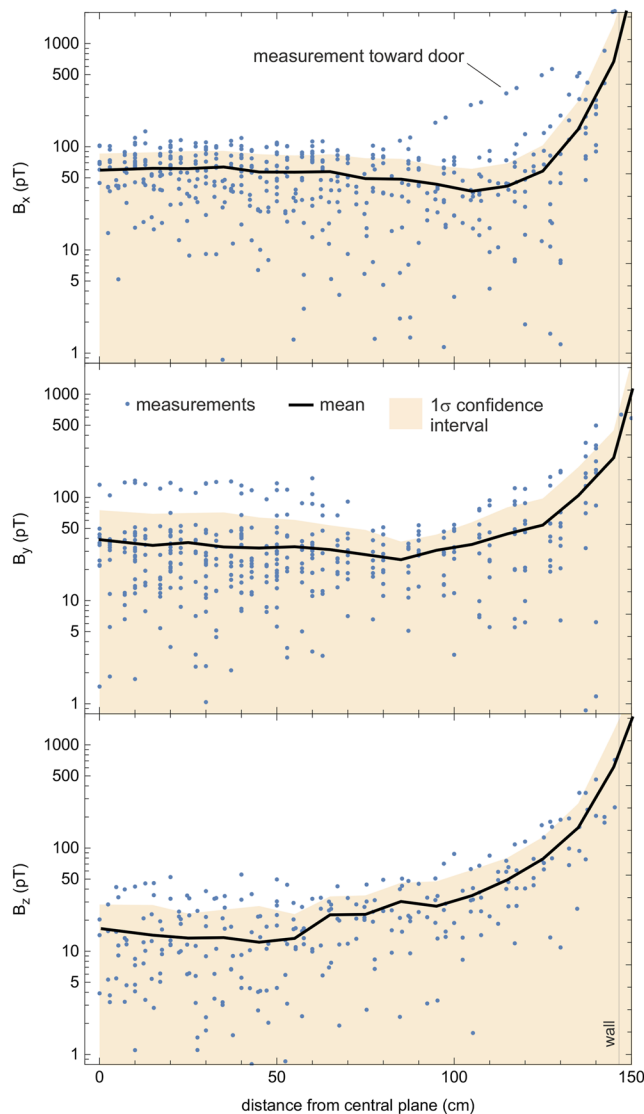 1000
500
measurement toward door
100
50
Bx (pT)
10
5
1
1000
500
measurements
mean
1σ confidence
interval
100
50
By (pT)
10
5
1
1000
500
100
50
Bz (pT)
10
5
wall
1
0
50
100
150
distance from central plane (cm)